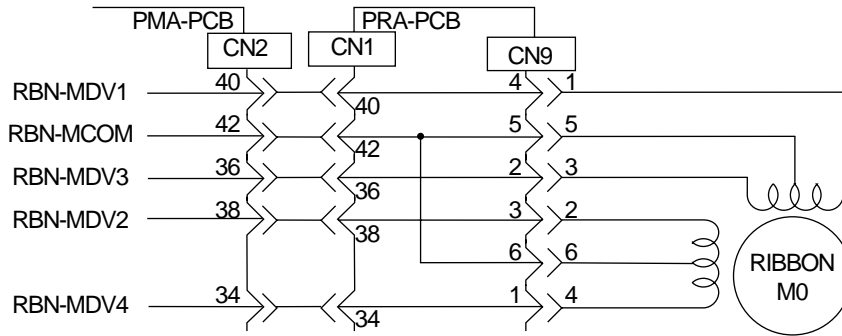 PMA-PCB PRA-PCB
CN2 CN1 CN9
RBN-MDV1 40 40 4 1
RBN-MCOM 42 42 5 5
RBN-MDV3 36 36 2 3
RBN-MDV2 38 38 3 2
6 6
RBN-MDV4 34 34 1 4
RIBBON
M0